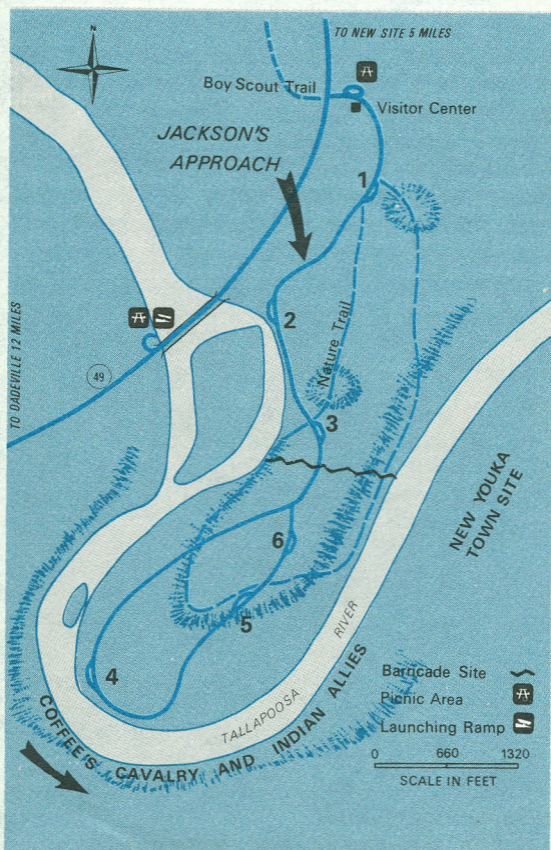 N
TO NEW SITE 5 MILES
Boy Scout Trail
Visitor Center
JACKSON'S
APPROACH
1
2
Nature Trail
TO DADEVILLE 12 MILES
49
3
NEW YOUKA
TOWN SITE
6
5
4
RIVER
TALLAPOOSA
COFFEE'S CAVALRY AND INDIAN ALLIES
Barricade Site
Picnic Area
Launching Ramp
0 660 1320
SCALE IN FEET